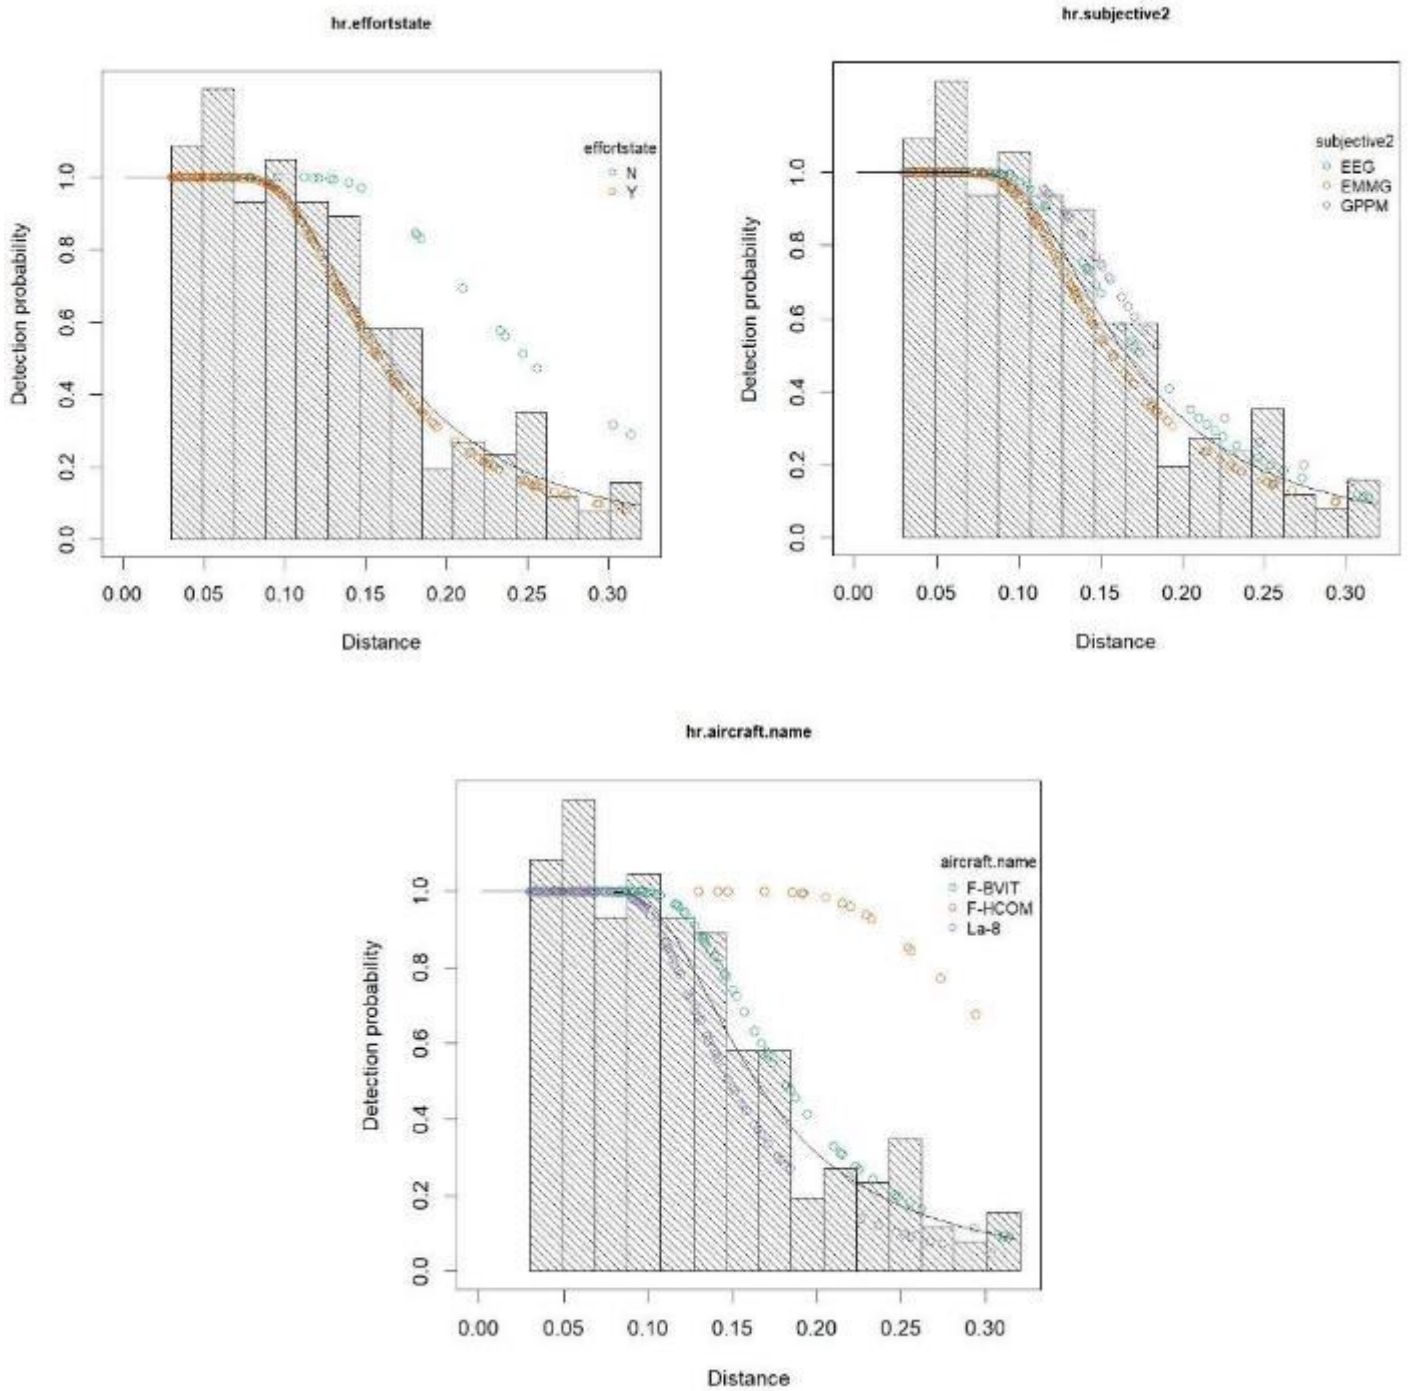 hr.effortstate
effortstate
N
Y
Detection probability
1.0
0.8
0.6
0.4
0.2
0.0
0.00 0.05 0.10 0.15 0.20 0.25 0.30
Distance
hr.subjective2
subjective2
EEG
EMMG
GPPM
Detection probability
1.0
0.8
0.6
0.4
0.2
0.0
0.00 0.05 0.10 0.15 0.20 0.25 0.30
Distance
hr.aircraft.name
aircraft.name
F-BVIT
F-HCOM
La-8
Detection probability
1.0
0.8
0.6
0.4
0.2
0.0
0.00 0.05 0.10 0.15 0.20 0.25 0.30
Distance